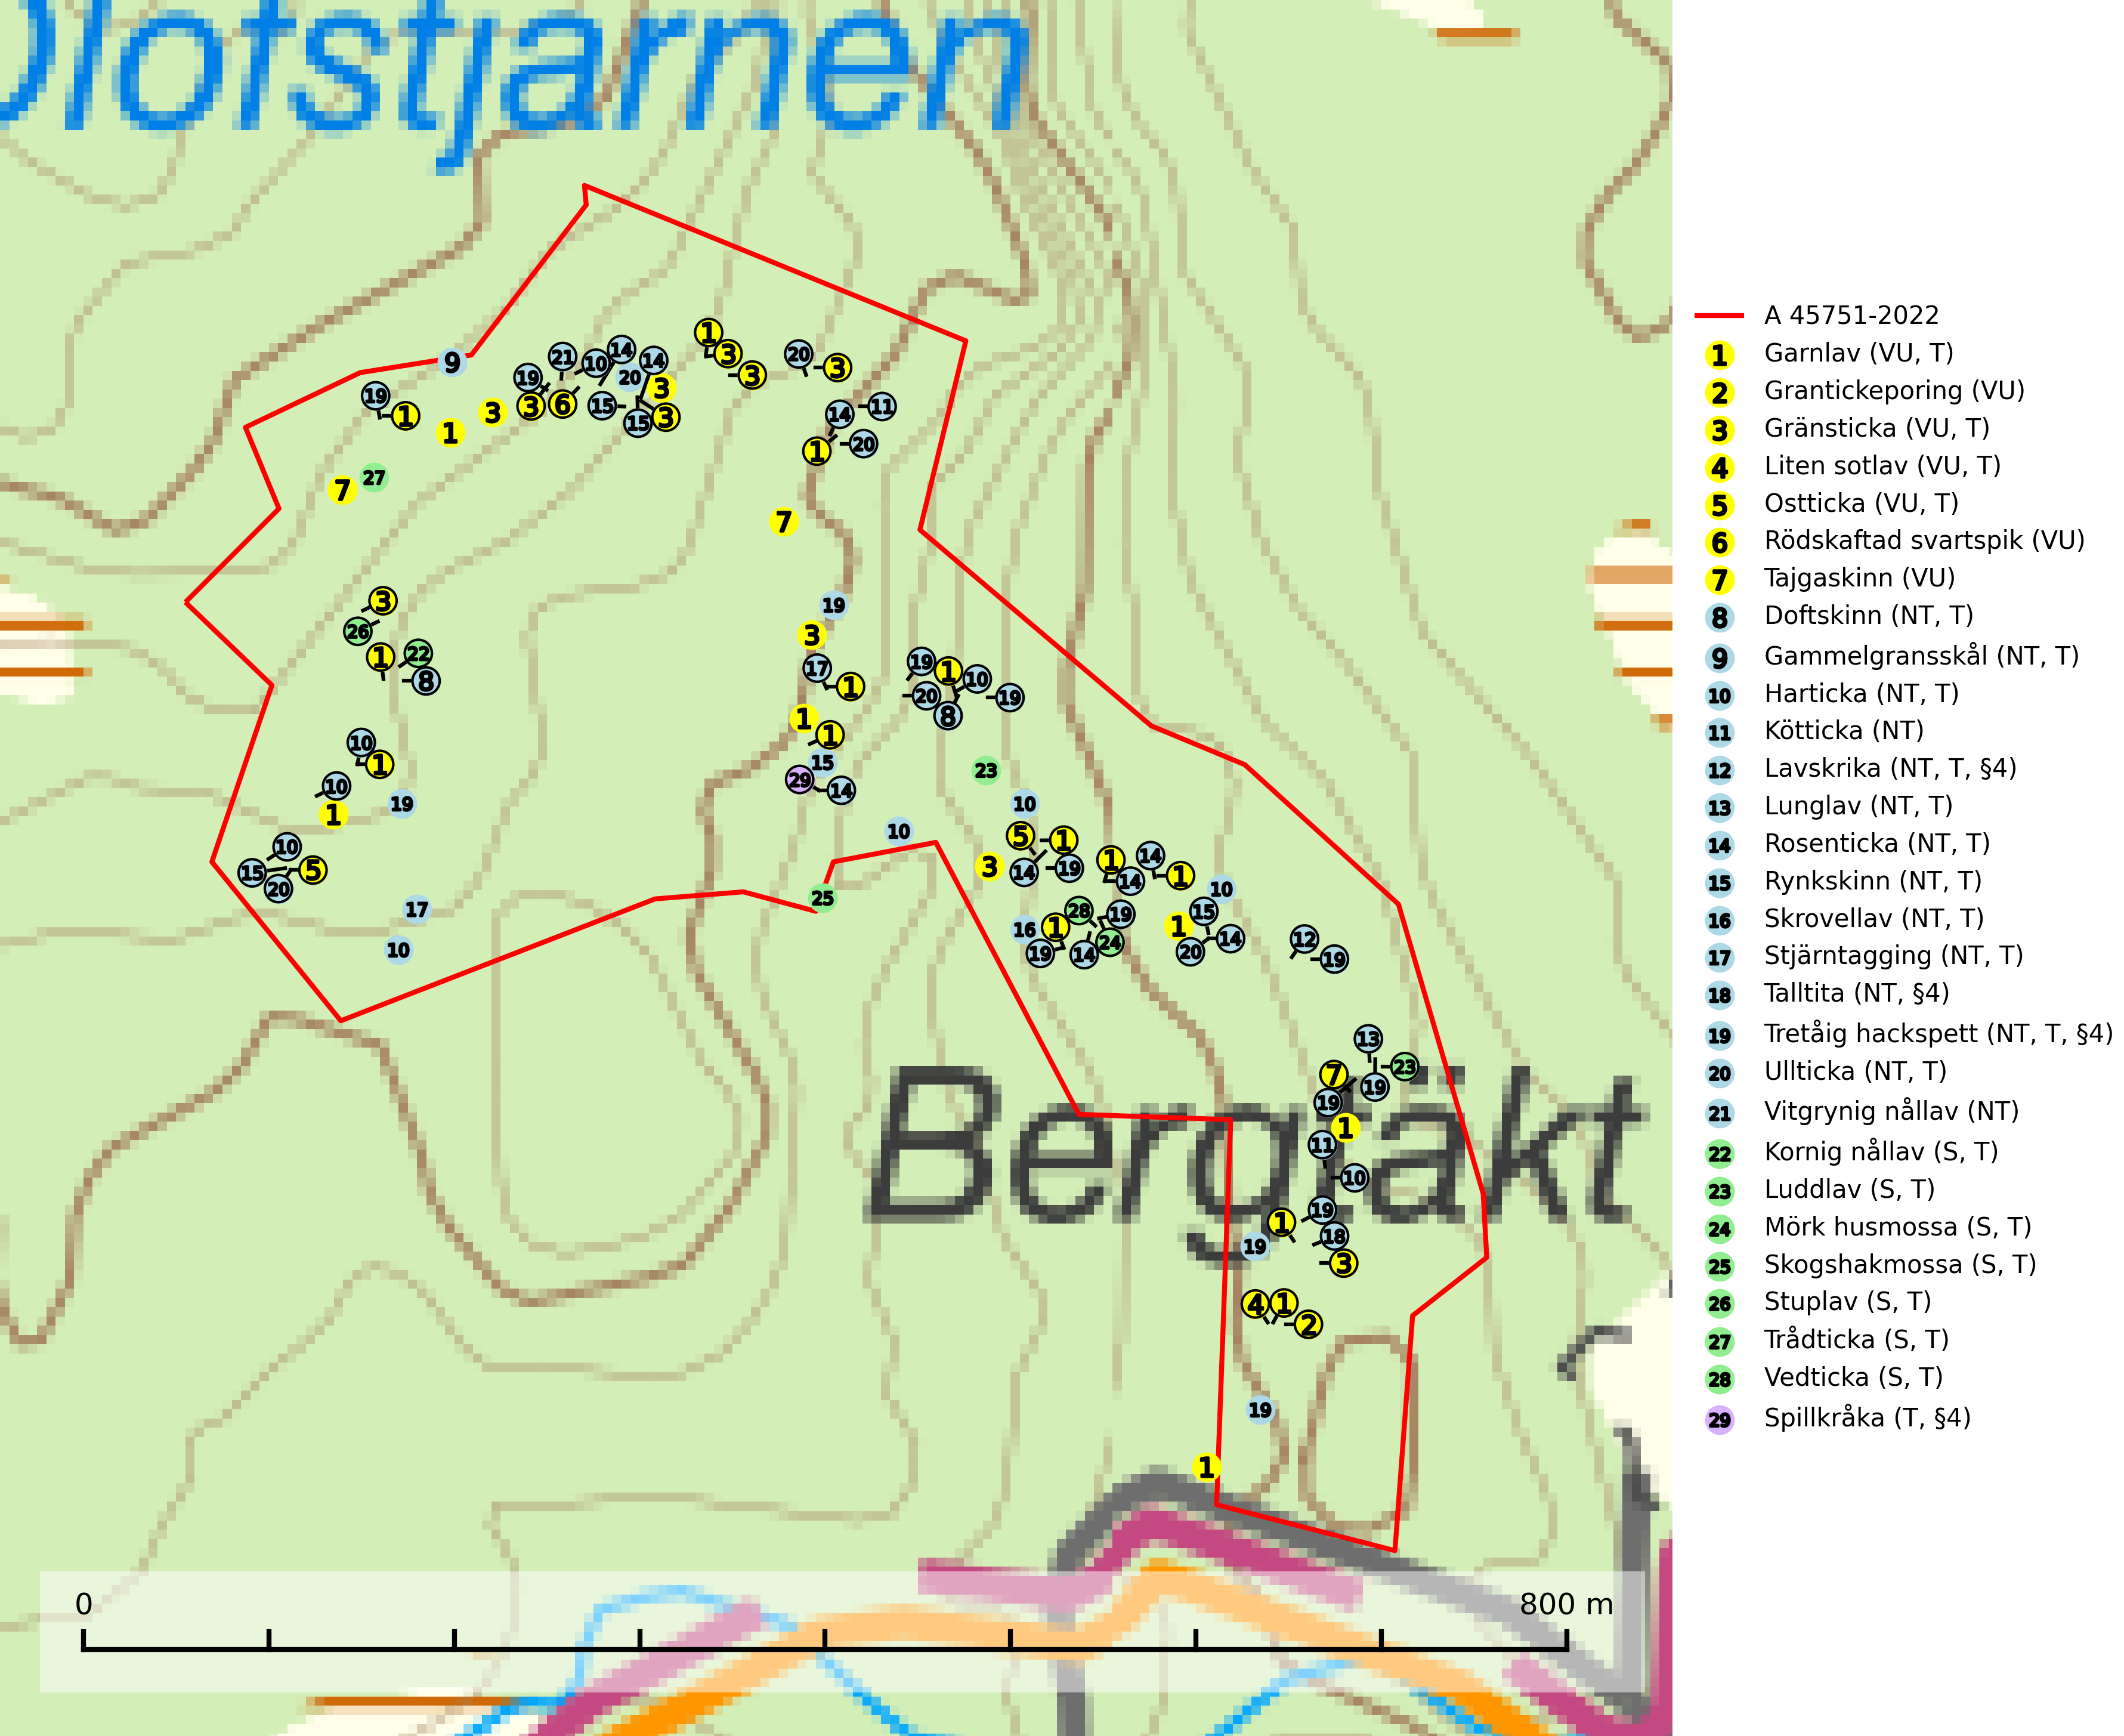 Olofstjärnen
A 45751-2022
1 Garnlav (VU, T)
2 Grantickeporing (VU)
3 Gränsticka (VU, T)
4 Liten sotlav (VU, T)
5 Ostticka (VU, T)
6 Rödskaftad svartspik (VU)
7 Tajgaskinn (VU)
8 Doftskinn (NT, T)
9 Gammelgransskål (NT, T)
10 Harticka (NT, T)
11 Kötticka (NT)
12 Lavskrika (NT, T, §4)
13 Lunglav (NT, T)
14 Rosenticka (NT, T)
15 Rynkskinn (NT, T)
16 Skrovellav (NT, T)
17 Stjärntagging (NT, T)
18 Talltita (NT, §4)
19 Tretåig hackspett (NT, T, §4)
20 Ullticka (NT, T)
21 Vitgrynig nållav (NT)
22 Kornig nållav (S, T)
23 Luddlav (S, T)
24 Mörk husmossa (S, T)
25 Skogshakmossa (S, T)
26 Stuplav (S, T)
27 Trådticka (S, T)
28 Vedticka (S, T)
29 Spillkråka (T, §4)
0 800 m